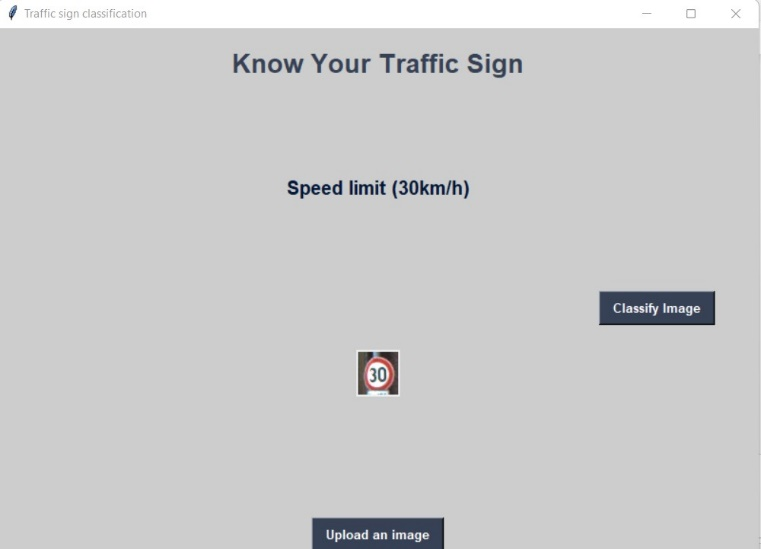 Traffic sign classification
Know Your Traffic Sign
Speed limit (30km/h)
Classify Image
30
Upload an image